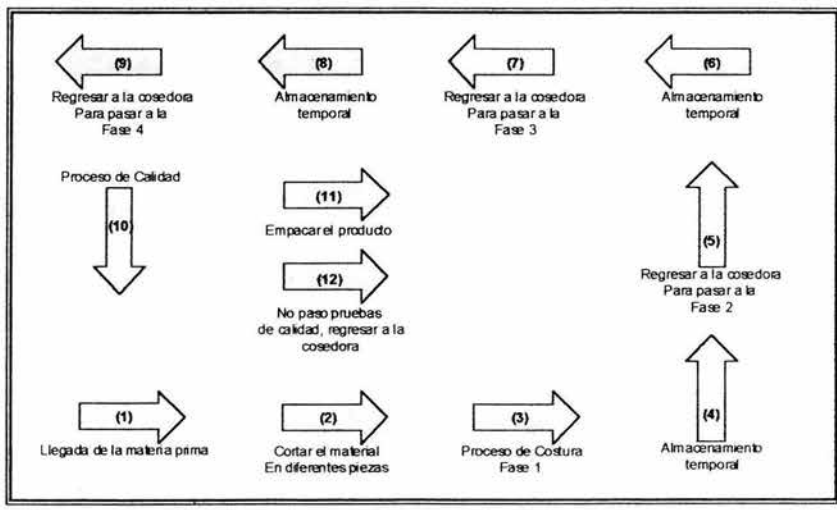 (9)
Regresar a la cosedora
Para pasar a la
Fase 4
(8)
Almacenamiento
temporal
(7)
Regresar a la cosedora
Para pasar a la
Fase 3
(6)
Almacenamiento
temporal
Proceso de Calidad
(10)
(11)
Empacar el producto
(12)
No paso pruebas
de calidad, regresar a la
cosedora
(5)
Regresar a la cosedora
Para pasar a la
Fase 2
(1)
Llegada de la materia prima
(2)
Cortar el material
En diferentes piezas
(3)
Proceso de Costura
Fase 1
(4)
Almacenamiento
temporal